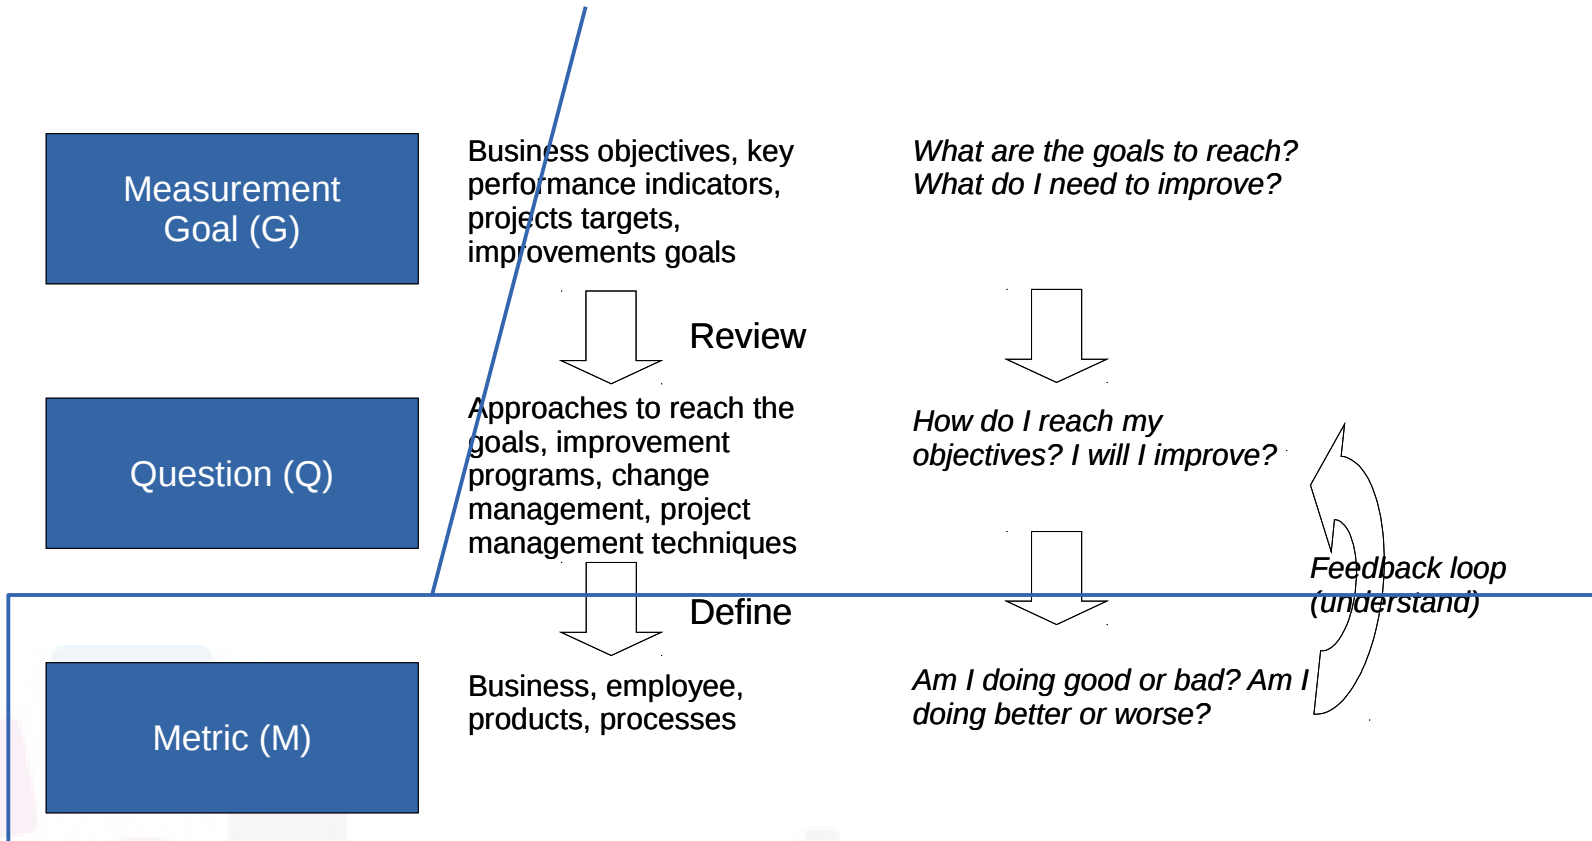 Measurement
Goal (G)
Business objectives, key
performance indicators,
projects targets,
improvements goals
What are the goals to reach?
What do I need to improve?
Review
Question (Q)
Approaches to reach the
goals, improvement
programs, change
management, project
management techniques
How do I reach my
objectives? I will I improve?
Feedback loop
(understand)
Define
Metric (M)
Business, employee,
products, processes
Am I doing good or bad? Am I
doing better or worse?